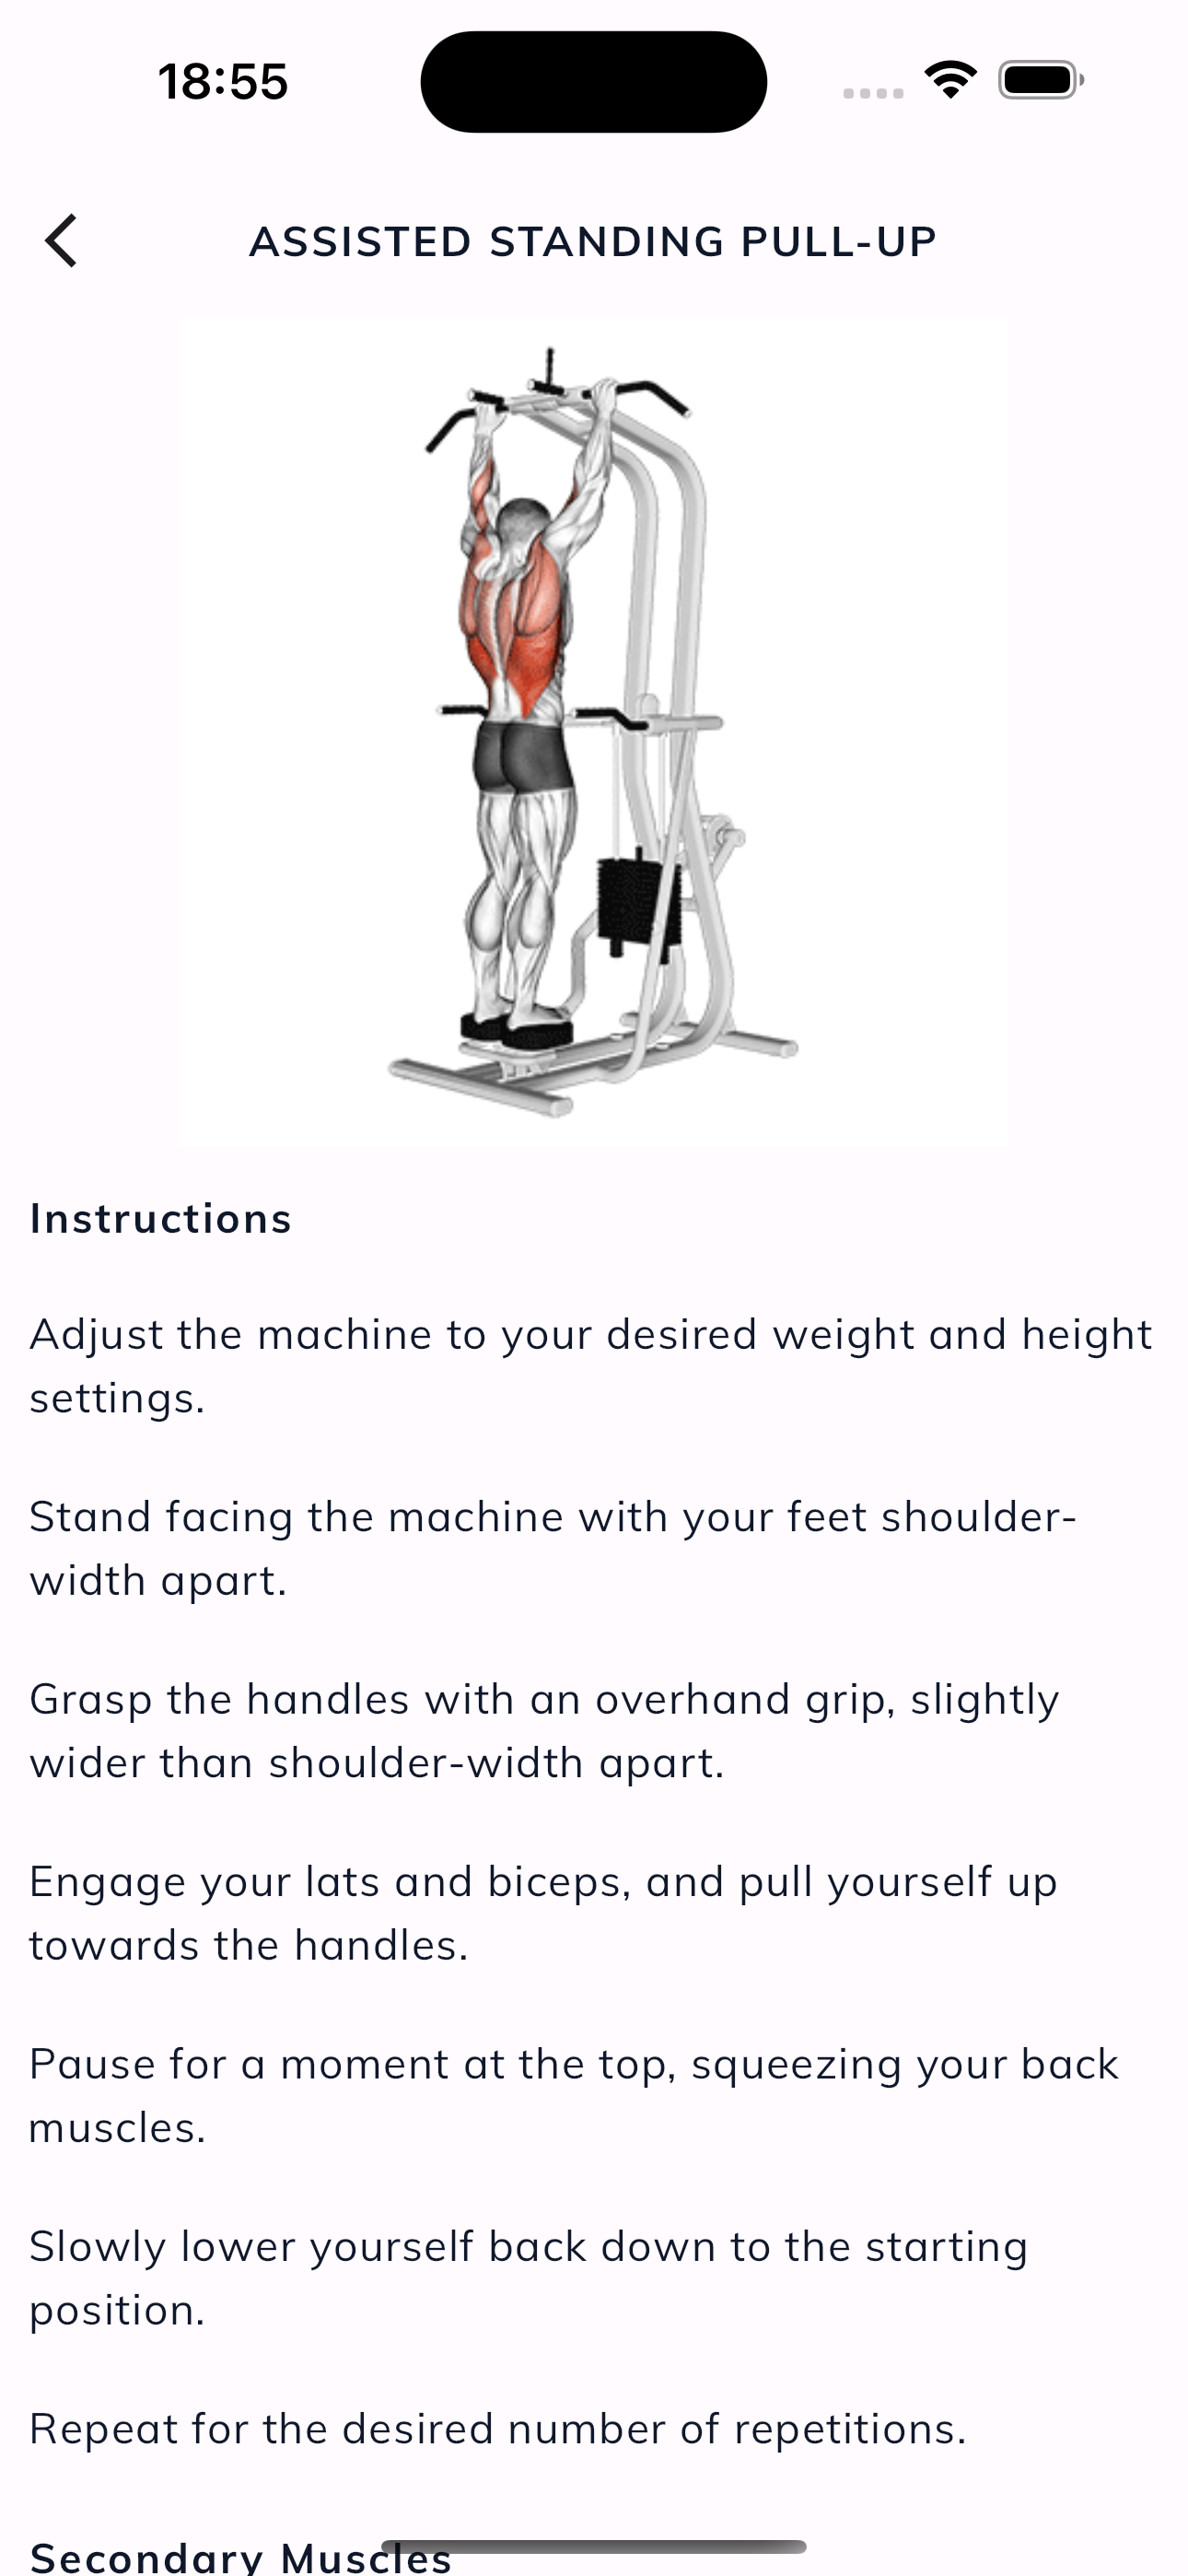 18:55
ASSISTED STANDING PULL-UP
Instructions
Adjust the machine to your desired weight and height
settings.
Stand facing the machine with your feet shoulder-
width apart.
Grasp the handles with an overhand grip, slightly
wider than shoulder-width apart.
Engage your lats and biceps, and pull yourself up
towards the handles.
Pause for a moment at the top, squeezing your back
muscles.
Slowly lower yourself back down to the starting
position.
Repeat for the desired number of repetitions.
Secondary Muscles